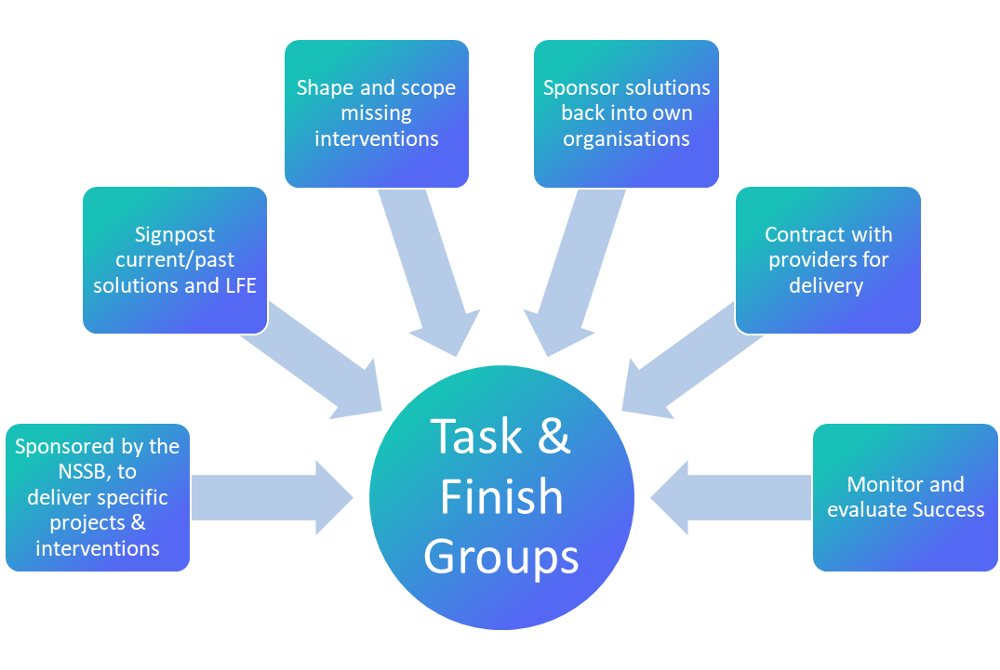 Shape and scope
missing
interventions
Sponsor solutions
back into own
organisations
Signpost
current/past
solutions and LFE
Contract with
providers for
delivery
Sponsored by the
NSSB, to
deliver specific
projects &
interventions
Task &
Finish
Groups
Monitor and
evaluate Success